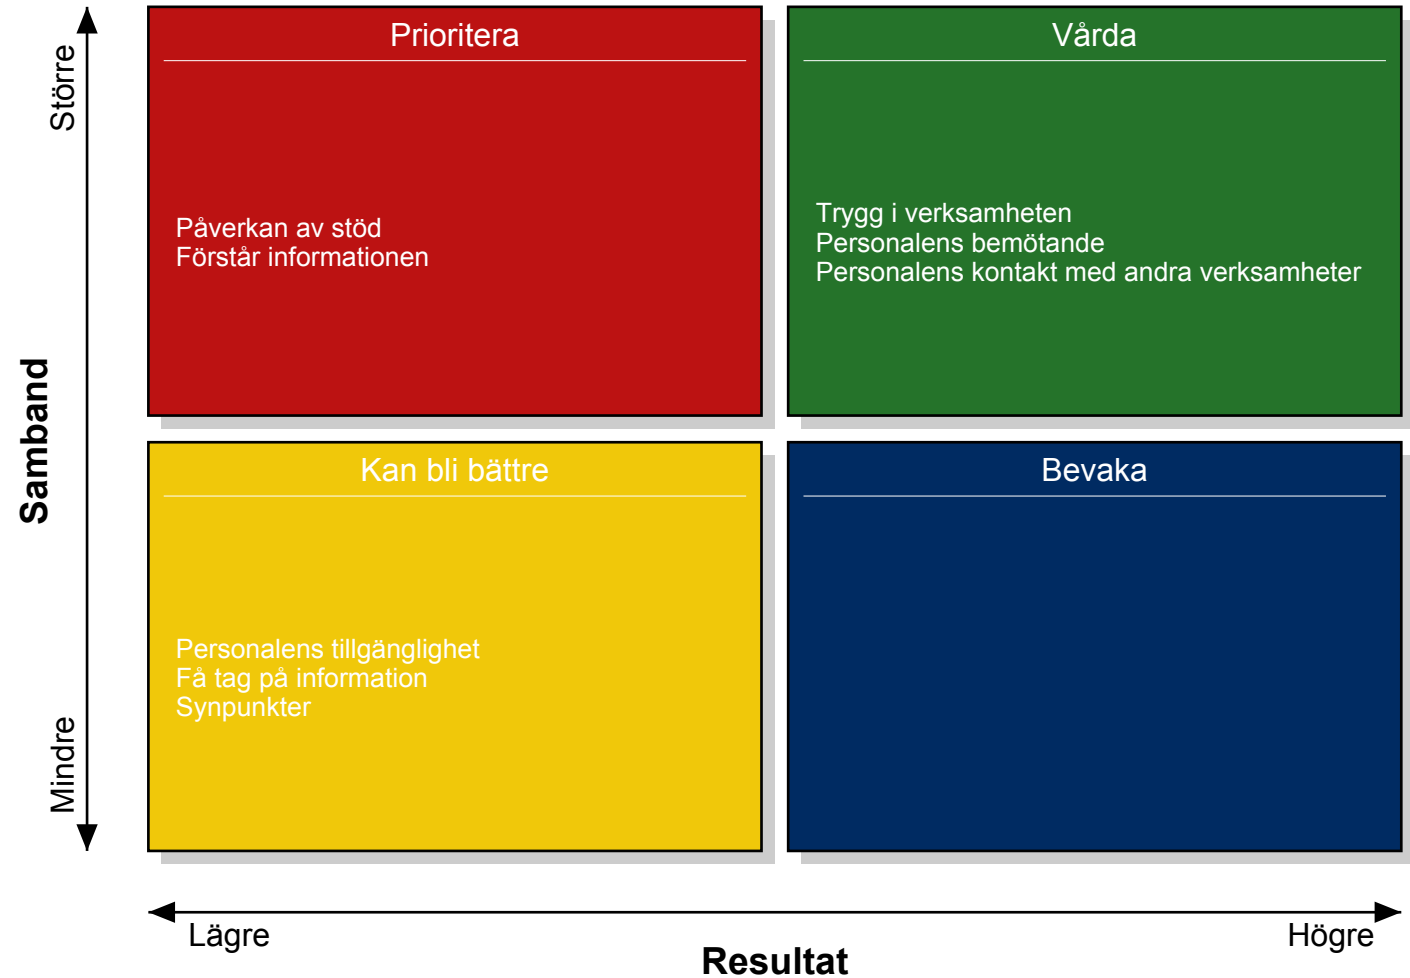 Samband
Större
Mindre
Prioritera
Påverkan av stöd
Förstår informationen
Vårda
Trygg i verksamheten
Personalens bemötande
Personalens kontakt med andra verksamheter
Kan bli bättre
Personalens tillgänglighet
Få tag på information
Synpunkter
Bevaka
Lägre
Högre
Resultat